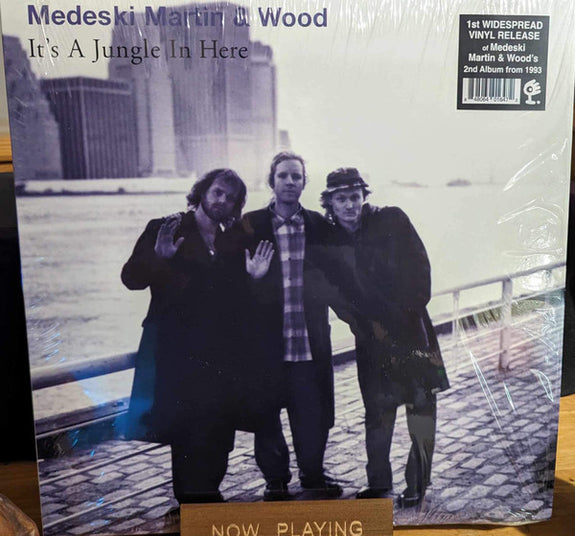 Medeski Martin & Wood
It's A Jungle In Here
1st WIDESPREAD
VINYL RELEASE
of Medeski
Martin & Wood's
2nd Album from 1993
NOW PLAYING